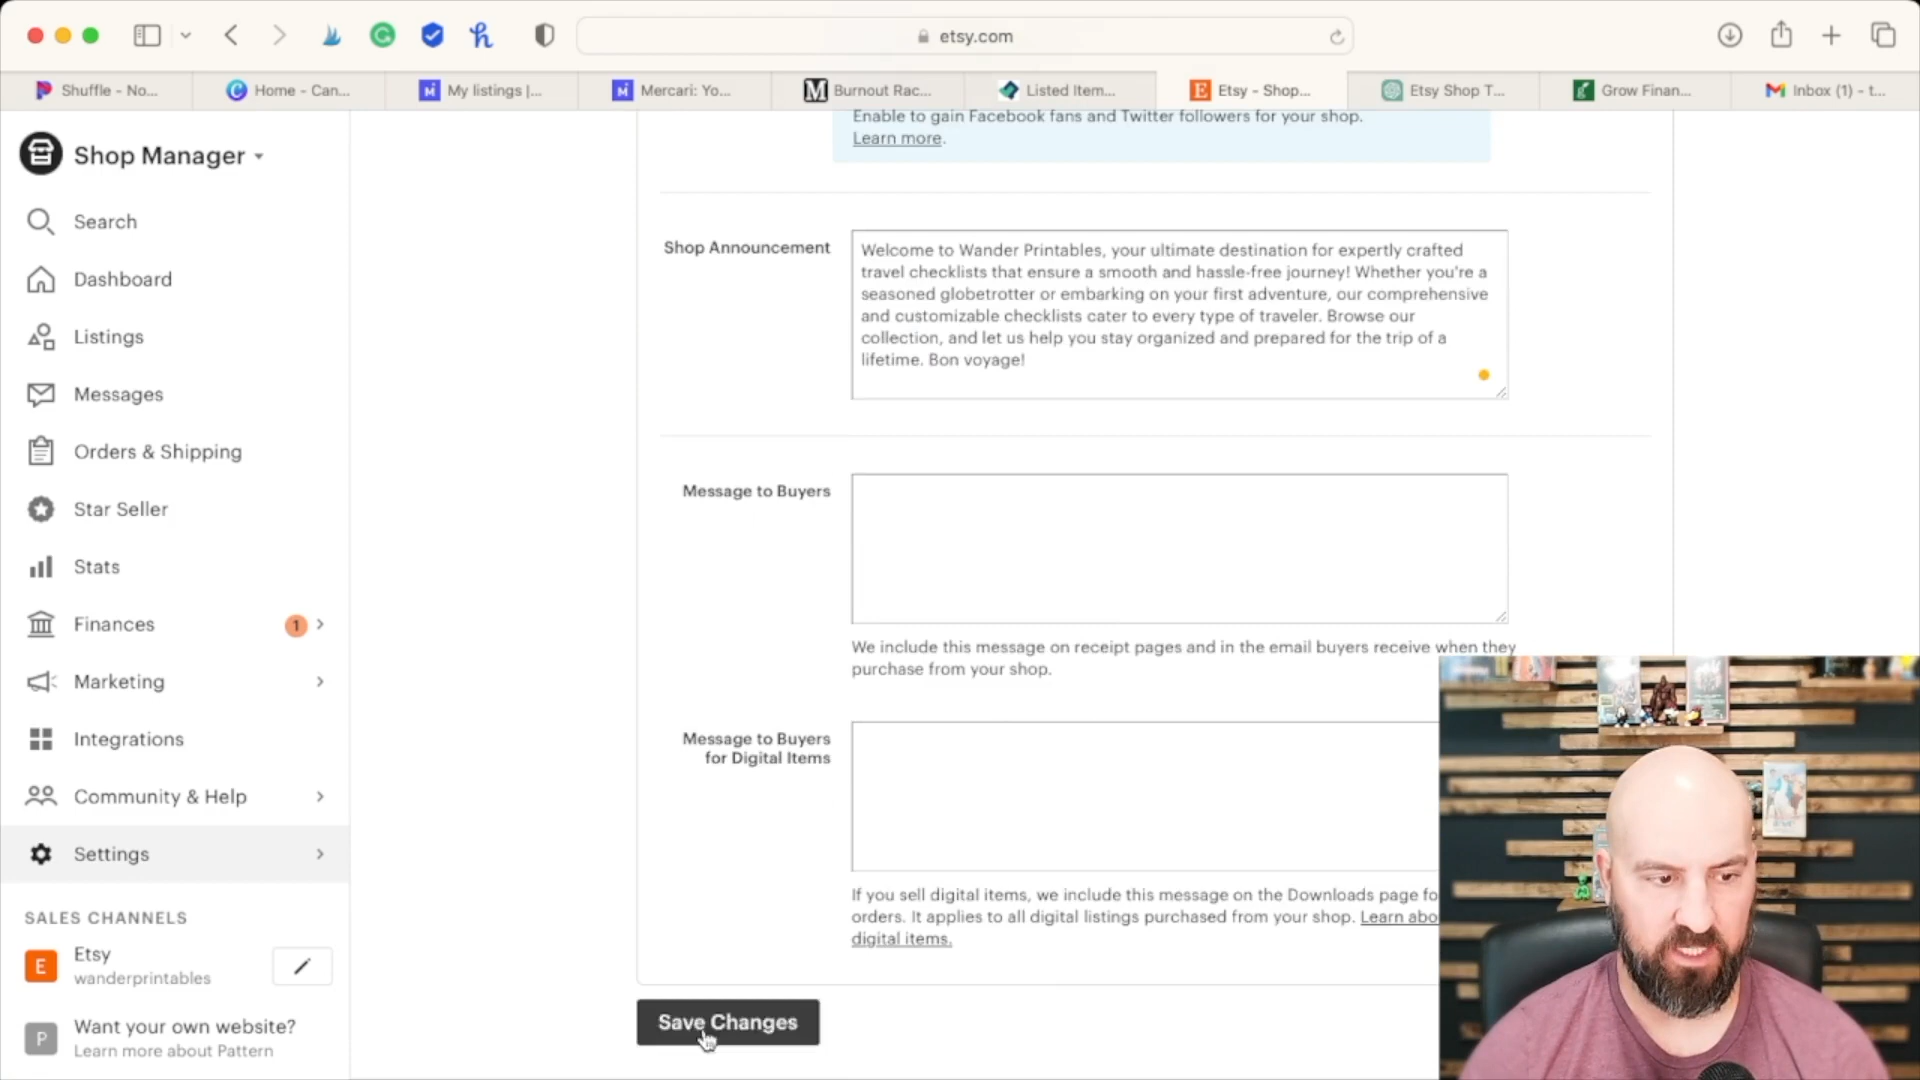 etsy.com
Shuffle - No...
Home - Can...
My listings |...
Mercari: Yo...
Burnout Rac...
Listed Item...
Etsy - Shop...
Etsy Shop T...
Grow Finan...
Inbox (1) - t...
Shop Manager
Search
Dashboard
Listings
Messages
Orders & Shipping
Star Seller
Stats
Finances 1
Marketing
Integrations
Community & Help
Settings
SALES CHANNELS
E Etsy
wanderprintables
P Want your own website?
Learn more about Pattern
Enable to gain Facebook fans and Twitter followers for your shop.
Learn more.
Shop Announcement
Welcome to Wander Printables, your ultimate destination for expertly crafted
travel checklists that ensure a smooth and hassle-free journey! Whether you're a
seasoned globetrotter or embarking on your first adventure, our comprehensive
and customizable checklists cater to every type of traveler. Browse our
collection, and let us help you stay organized and prepared for the trip of a
lifetime. Bon voyage!
Message to Buyers
We include this message on receipt pages and in the email buyers receive when they
purchase from your shop.
Message to Buyers
for Digital Items
If you sell digital items, we include this message on the Downloads page fo
orders. It applies to all digital listings purchased from your shop. Learn abo
digital items.
Save Changes